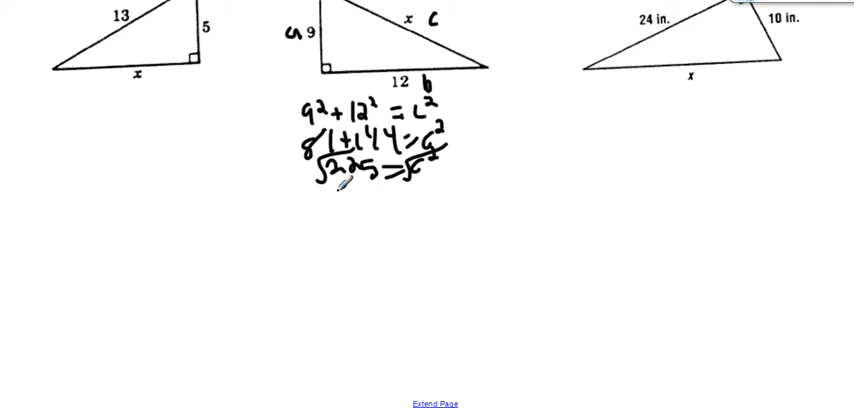 13
5
x
a 9
x c
12 b
24 in.
10 in.
x
9² + 12² = c²
81 + 144 = c²
√225 = √c²
Extend Page